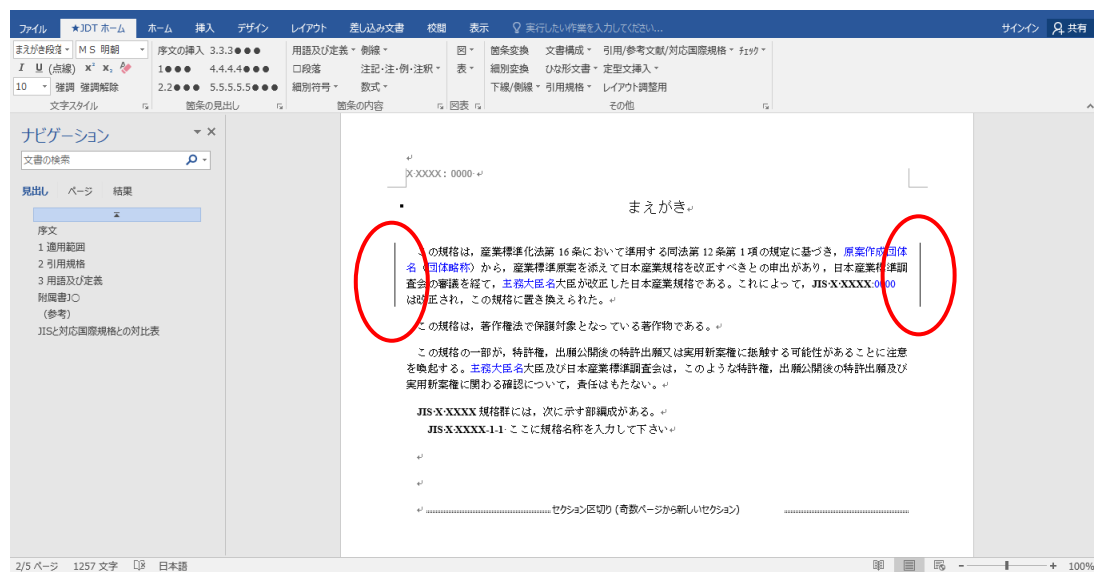 ファイル ★JDT ホーム ホーム 挿入 デザイン レイアウト 差し込み文書 校閲 表示 実行したい作業を入力してください... サインイン 共有
まえがき段落 MS 明朝 序文の挿入 3.3.3●●● 用語及び定義 側線 図 箇条変換 文書構成 引用/参考文献/対応国際規格 チェック
I U (点線) x² x₂ 1●●● 4.4.4.4●●● 口段落 注記・注・例・注釈 表 細別変換 ひな形文書 定型文挿入
10 強調 強調解除 2.2●●● 5.5.5.5.5●●● 細別符号 数式 下線/側線 引用規格 レイアウト調整用
文字スタイル 箇条の見出し 箇条の内容 図表 その他
ナビゲーション
文書の検索
見出し ページ 結果
序文
1 適用範囲
2 引用規格
3 用語及び定義
附属書J○
(参考)
JISと対応国際規格との対比表
X XXXX: 0000
まえがき
この規格は，産業標準化法第 16 条において準用する同法第 12 条第 1 項の規定に基づき，原案作成団体
名（団体略称）から，産業標準原案を添えて日本産業規格を改正すべきとの申出があり，日本産業標準調
査会の審議を経て，主務大臣名大臣が改正した日本産業規格である。これによって，JIS X XXXX:0000
は改正され，この規格に置き換えられた。
この規格は，著作権法で保護対象となっている著作物である。
この規格の一部が，特許権，出願公開後の特許出願又は実用新案権に抵触する可能性があることに注意
を喚起する。主務大臣名大臣及び日本産業標準調査会は，このような特許権，出願公開後の特許出願及び
実用新案権に関わる確認について，責任はもたない。
JIS X XXXX 規格群には，次に示す部編成がある。
JIS X XXXX-1-1 ここに規格名称を入力して下さい
セクション区切り (奇数ページから新しいセクション)
2/5 ページ 1257 文字 日本語 100%